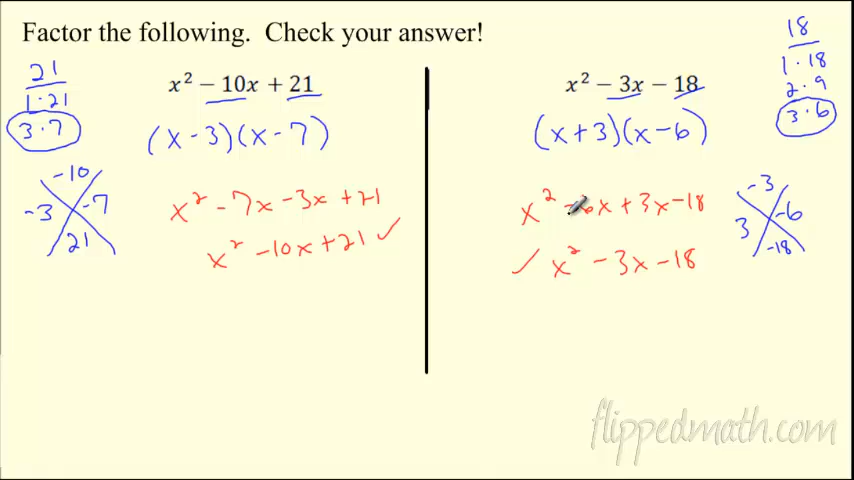 Factor the following. Check your answer!
21
1·21
3·7
x² − 10x + 21
(x − 3)(x − 7)
-10
-3 -7
21
x² − 7x − 3x + 21
x² − 10x + 21 ✓
18
1·18
2·9
3·6
x² − 3x − 18
(x + 3)(x − 6)
x² − 6x + 3x − 18
✓ x² − 3x − 18
-3
3 -6
-18
flippedmath.com